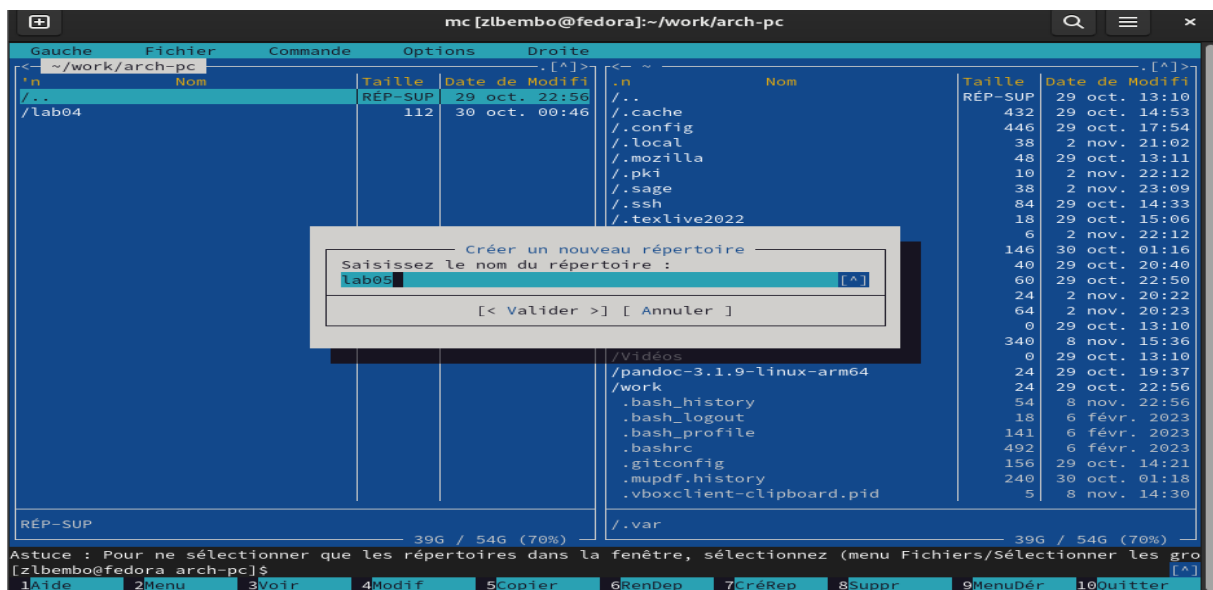 mc [zlbembo@fedora]:~/work/arch-pc
Gauche Fichier Commande Options Droite
<— ~/work/arch-pc .[^]> <— ~ .[^]>
'n Nom Taille Date de Modifi .n Nom Taille Date de Modifi
/.. RÉP-SUP 29 oct. 22:56 /.. RÉP-SUP 29 oct. 13:10
/lab04 112 30 oct. 00:46 /.cache 432 29 oct. 14:53
/.config 446 29 oct. 17:54
/.local 38 2 nov. 21:02
/.mozilla 48 29 oct. 13:11
/.pki 10 2 nov. 22:12
/.sage 38 2 nov. 23:09
/.ssh 84 29 oct. 14:33
/.texlive2022 18 29 oct. 15:06
6 2 nov. 22:12
Créer un nouveau répertoire 146 30 oct. 01:16
Saisissez le nom du répertoire : 40 29 oct. 20:40
lab05 [^] 60 29 oct. 22:50
24 2 nov. 20:22
[< Valider >] [ Annuler ] 64 2 nov. 20:23
0 29 oct. 13:10
340 8 nov. 15:36
/Vidéos 0 29 oct. 13:10
/pandoc-3.1.9-linux-arm64 24 29 oct. 19:37
/work 24 29 oct. 22:56
.bash_history 54 8 nov. 22:56
.bash_logout 18 6 févr. 2023
.bash_profile 141 6 févr. 2023
.bashrc 492 6 févr. 2023
.gitconfig 156 29 oct. 14:21
.mupdf.history 240 30 oct. 01:18
.vboxclient-clipboard.pid 5 8 nov. 14:30
RÉP-SUP /.var
39G / 54G (70%) 39G / 54G (70%)
Astuce : Pour ne sélectionner que les répertoires dans la fenêtre, sélectionnez (menu Fichiers/Sélectionner les gro
[zlbembo@fedora arch-pc]$ [^]
1Aide 2Menu 3Voir 4Modif 5Copier 6RenDep 7CréRep 8Suppr 9MenuDér 10Quitter